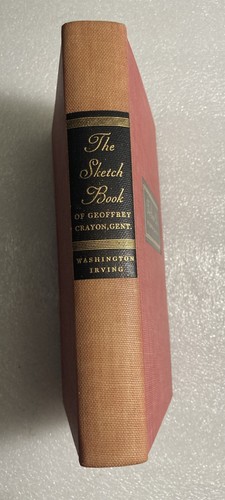 The
Sketch
Book
OF GEOFFREY
CRAYON, GENT.
WASHINGTON
IRVING